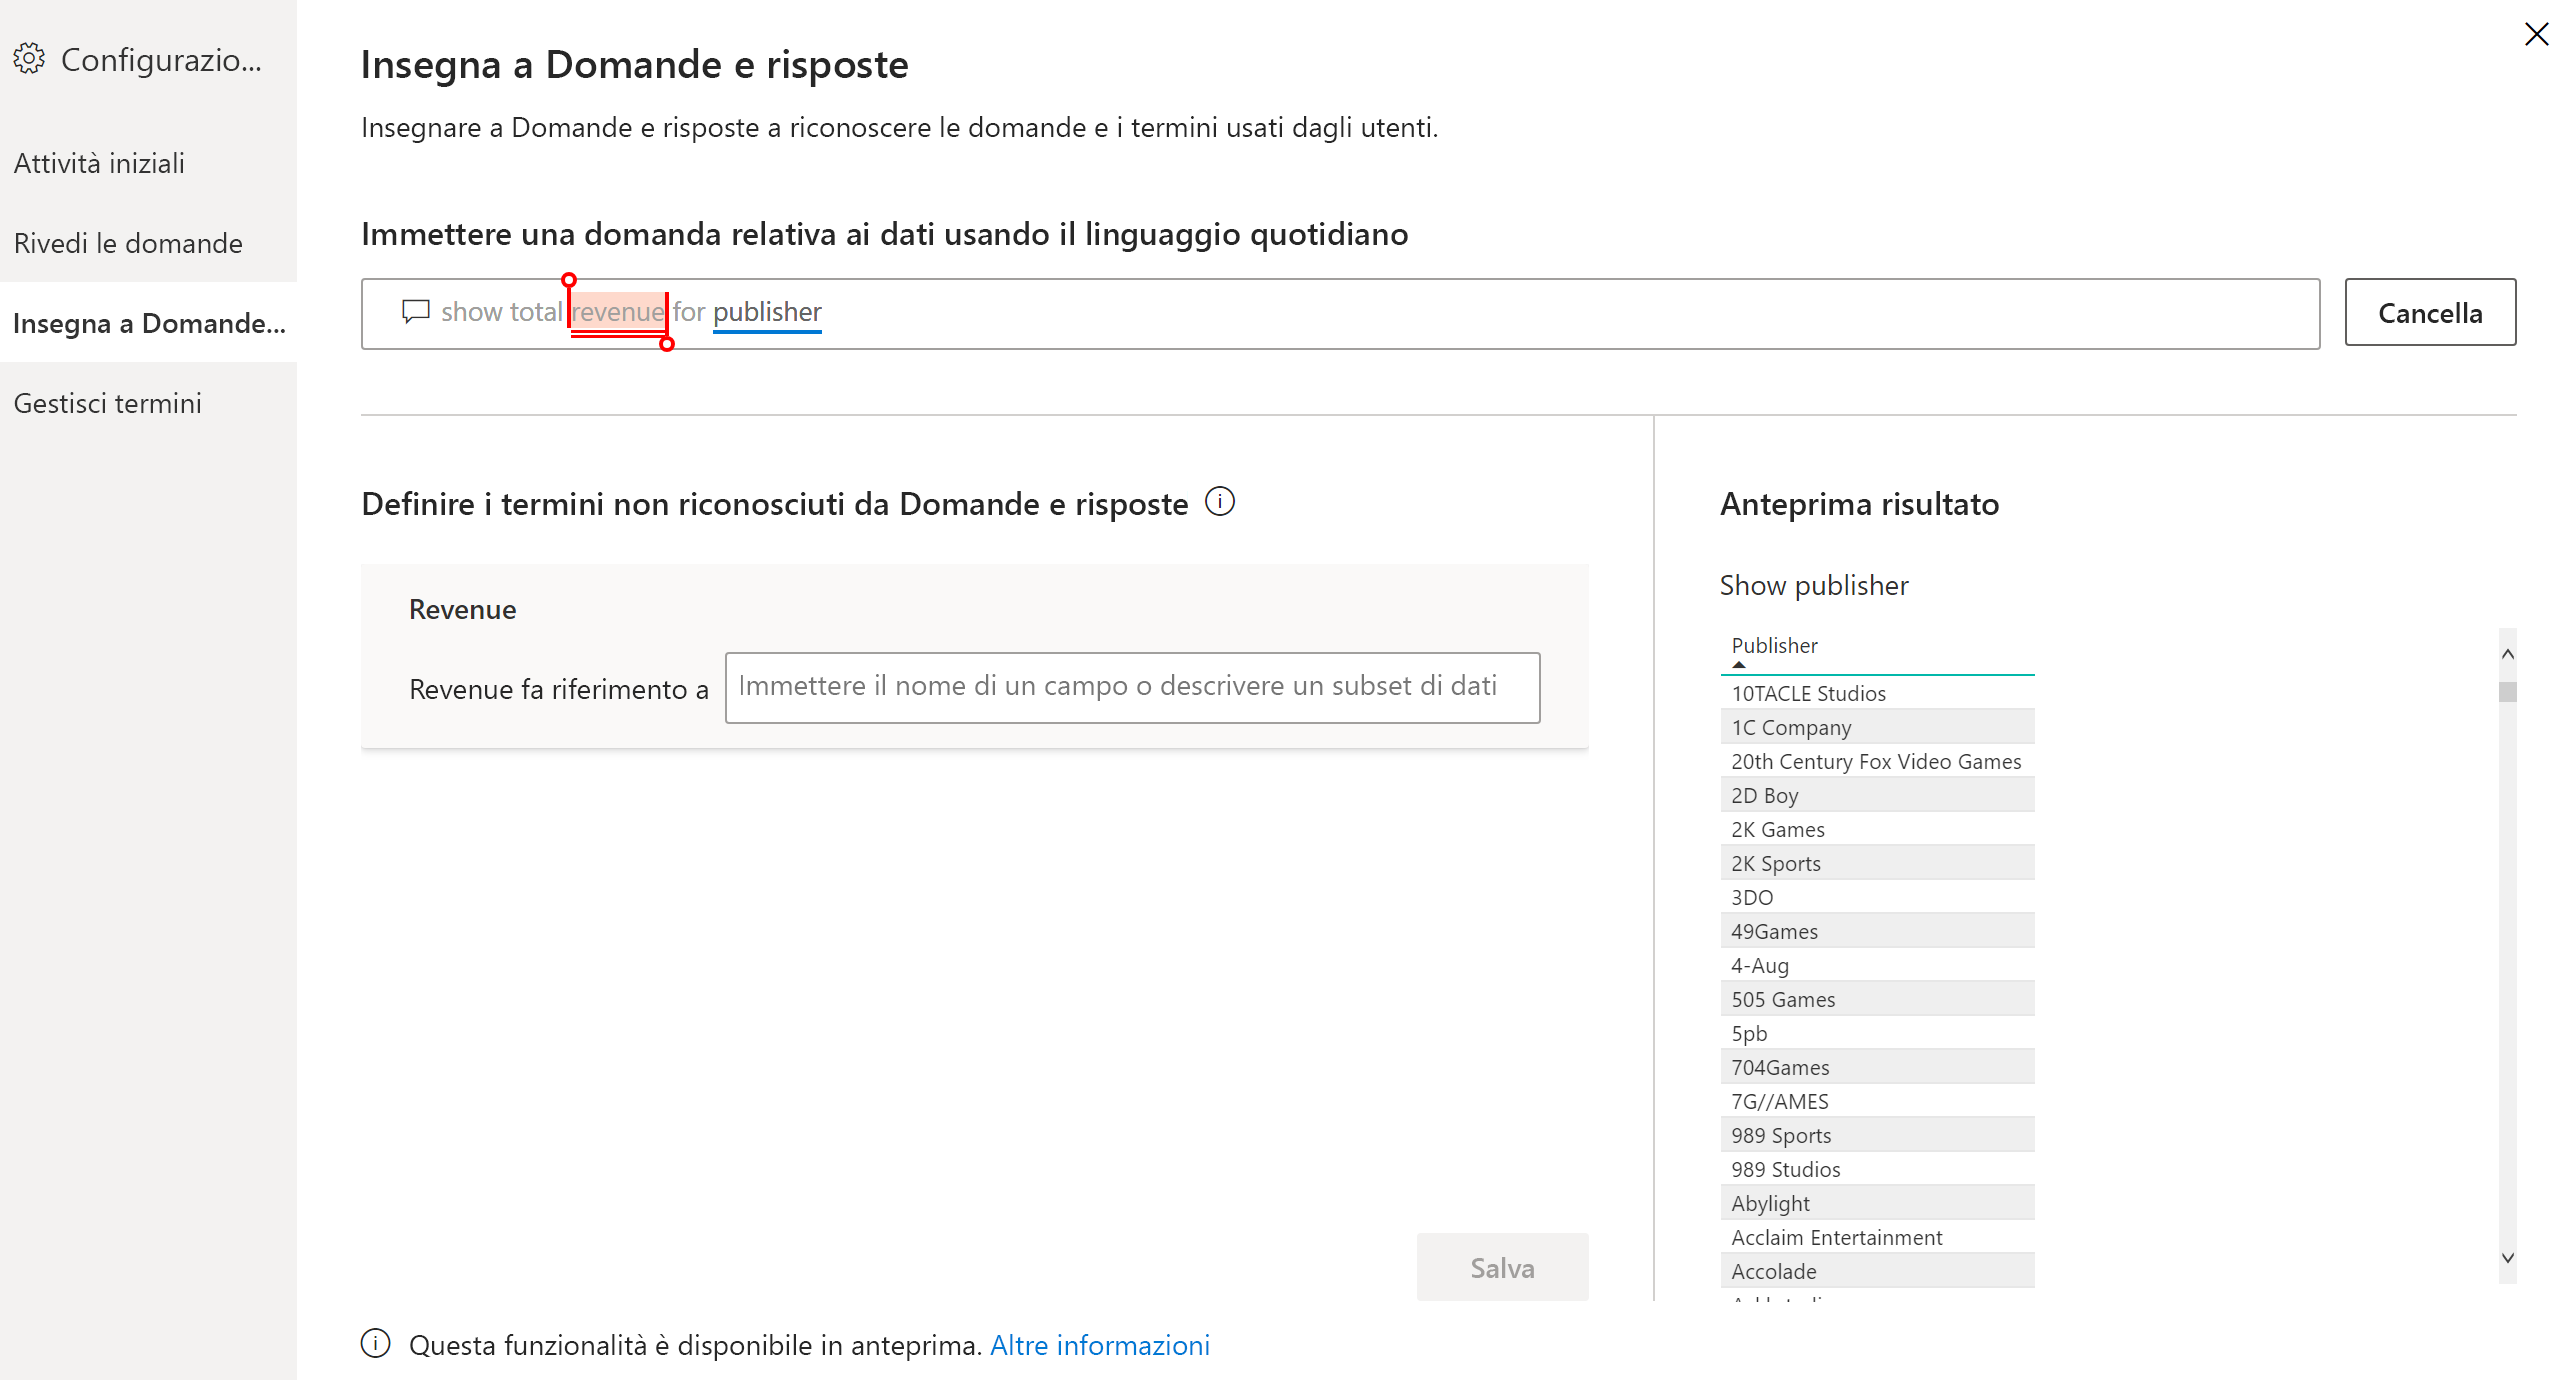 Configurazio...
Attività iniziali
Rivedi le domande
Insegna a Domande...
Gestisci termini
Insegna a Domande e risposte
Insegnare a Domande e risposte a riconoscere le domande e i termini usati dagli utenti.
Immettere una domanda relativa ai dati usando il linguaggio quotidiano
show total revenue for publisher
Cancella
Definire i termini non riconosciuti da Domande e risposte
Revenue
Revenue fa riferimento a
Immettere il nome di un campo o descrivere un subset di dati
Salva
Anteprima risultato
Show publisher
Publisher
10TACLE Studios
1C Company
20th Century Fox Video Games
2D Boy
2K Games
2K Sports
3DO
49Games
4-Aug
505 Games
5pb
704Games
7G//AMES
989 Sports
989 Studios
Abylight
Acclaim Entertainment
Accolade
Questa funzionalità è disponibile in anteprima. Altre informazioni